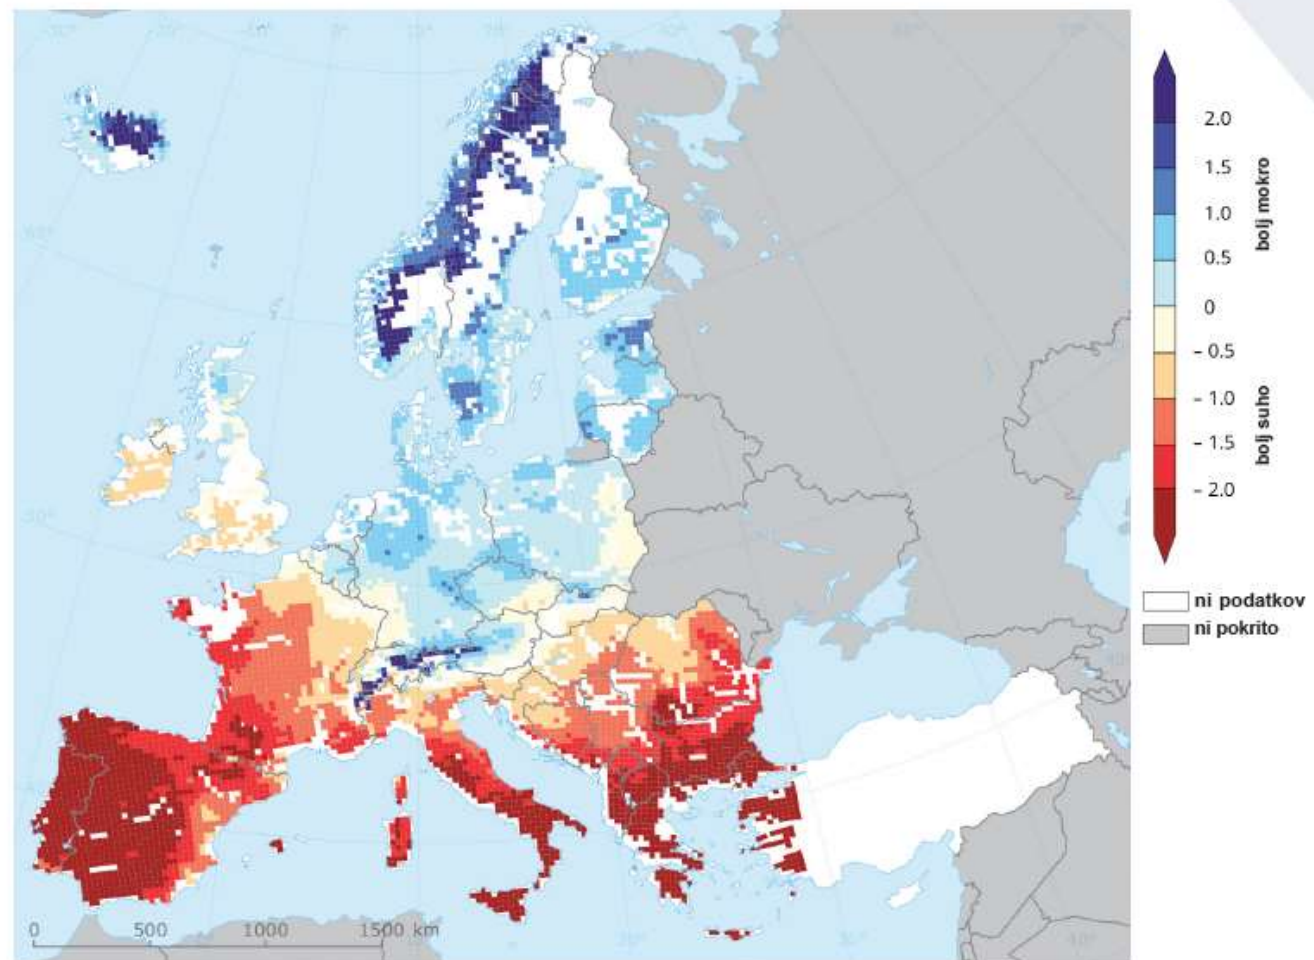 2.0
1.5
1.0
0.5
0
– 0.5
– 1.0
– 1.5
– 2.0
bolj mokro
bolj suho
ni podatkov
ni pokrito
0 500 1000 1500 km